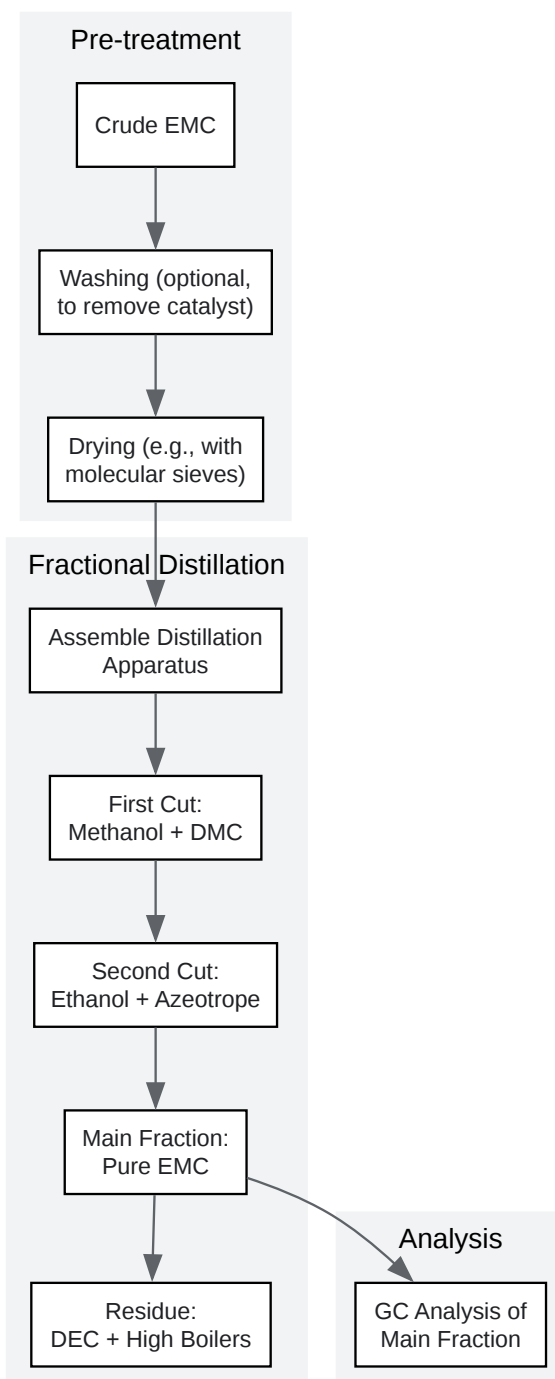 Pre-treatment
Crude EMC
Washing (optional,
to remove catalyst)
Drying (e.g., with
molecular sieves)
Fractional Distillation
Assemble Distillation
Apparatus
First Cut:
Methanol + DMC
Second Cut:
Ethanol + Azeotrope
Main Fraction:
Pure EMC
Residue:
DEC + High Boilers
Analysis
GC Analysis of
Main Fraction